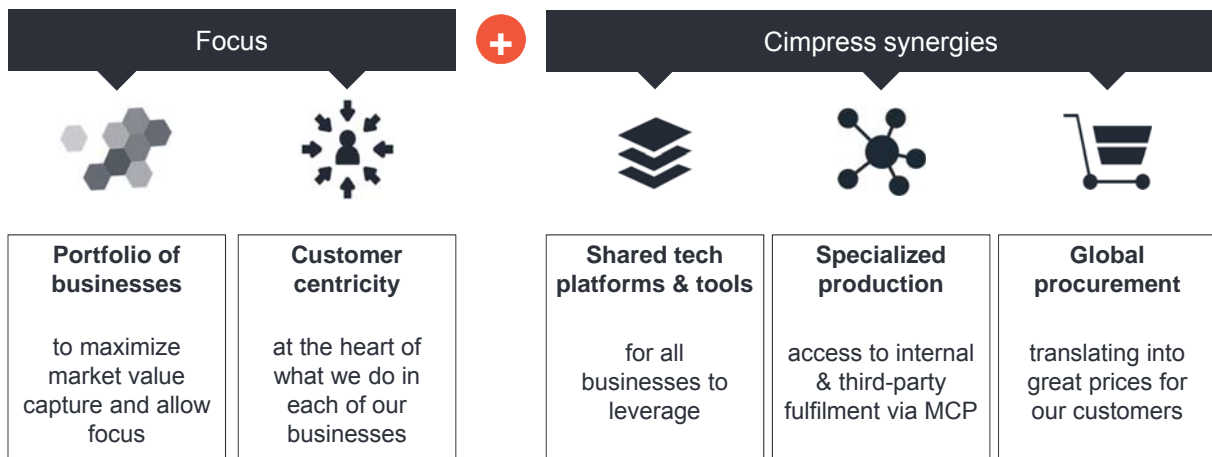 Focus
+
Cimpress synergies
Portfolio of
businesses
to maximize
market value
capture and allow
focus
Customer
centricity
at the heart of
what we do in
each of our
businesses
Shared tech
platforms & tools
for all
businesses to
leverage
Specialized
production
access to internal
& third-party
fulfilment via MCP
Global
procurement
translating into
great prices for
our customers